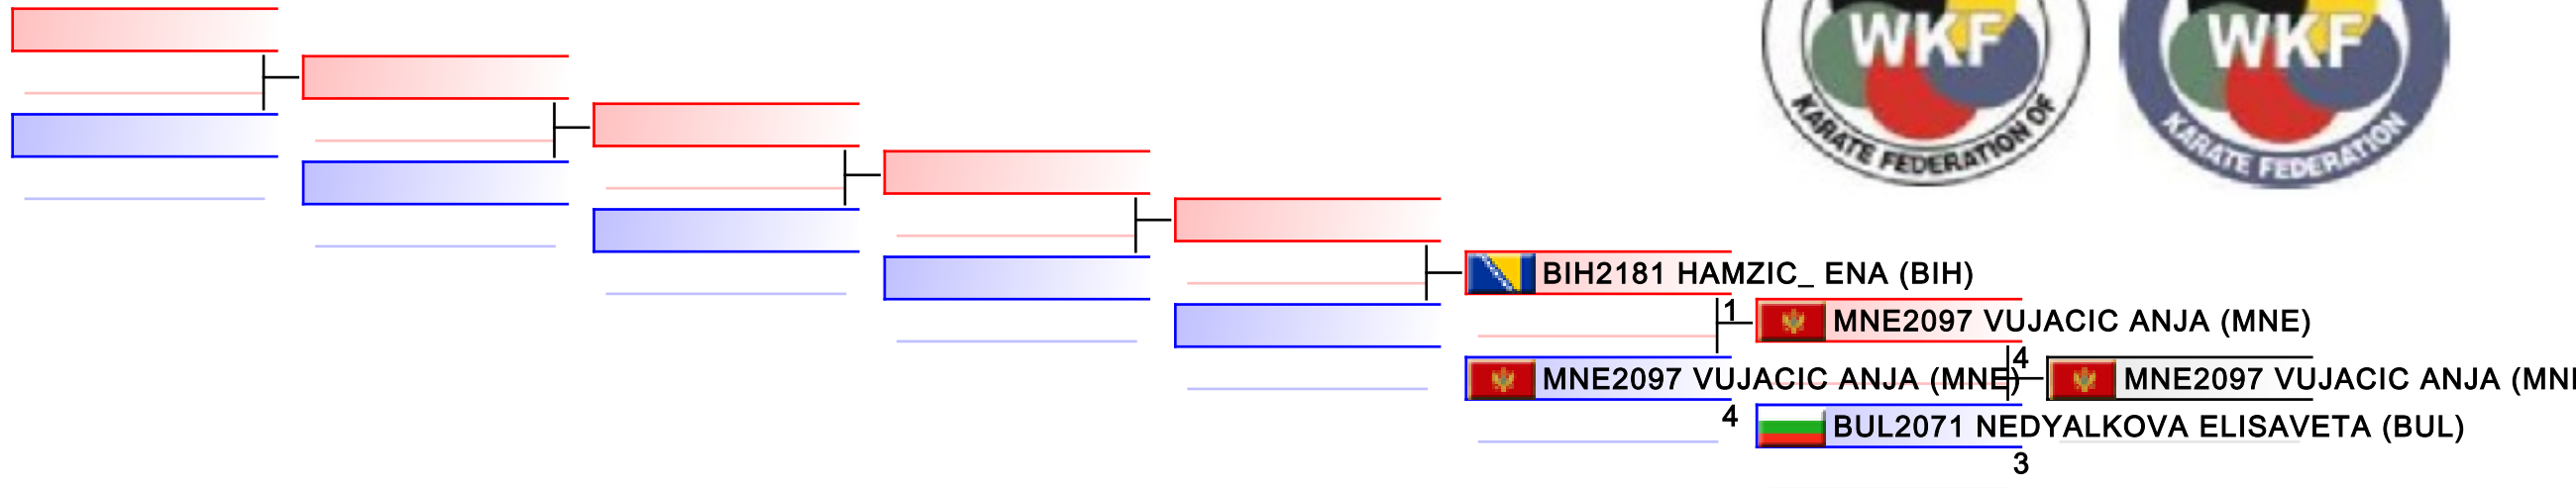 WKF
KARATE FEDERATION OF
WKF
KARATE FEDERATION
BIH2181 HAMZIC_ ENA (BIH)
1
MNE2097 VUJACIC ANJA (MNE)
4
MNE2097 VUJACIC ANJA (MNE)
4
MNE2097 VUJACIC ANJA (MN
BUL2071 NEDYALKOVA ELISAVETA (BUL)
3